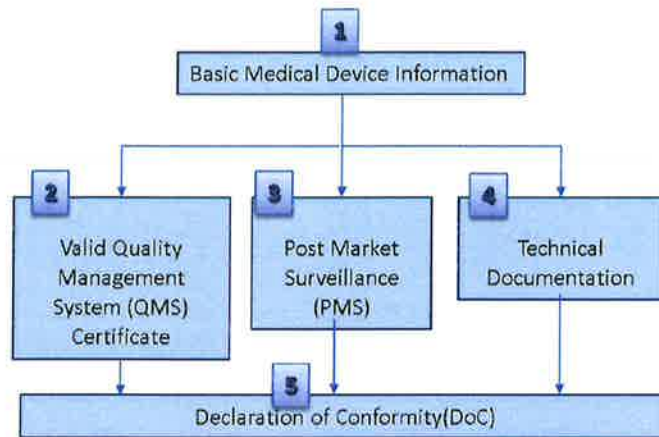 1
Basic Medical Device Information
2
Valid Quality
Management
System (QMS)
Certificate
3
Post Market
Surveillance
(PMS)
4
Technical
Documentation
5
Declaration of Conformity(DoC)